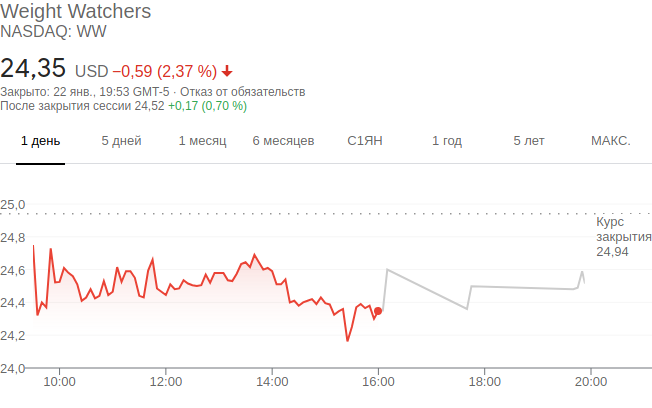 Weight Watchers
NASDAQ: WW
24,35 USD −0,59 (2,37 %)
Закрыто: 22 янв., 19:53 GMT-5 · Отказ от обязательств
После закрытия сессии 24,52 +0,17 (0,70 %)
1 день 5 дней 1 месяц 6 месяцев С1ЯН 1 год 5 лет МАКС.
25,0
Курс
закрытия
24,94
24,8
24,6
24,4
24,2
24,0
10:00 12:00 14:00 16:00 18:00 20:00